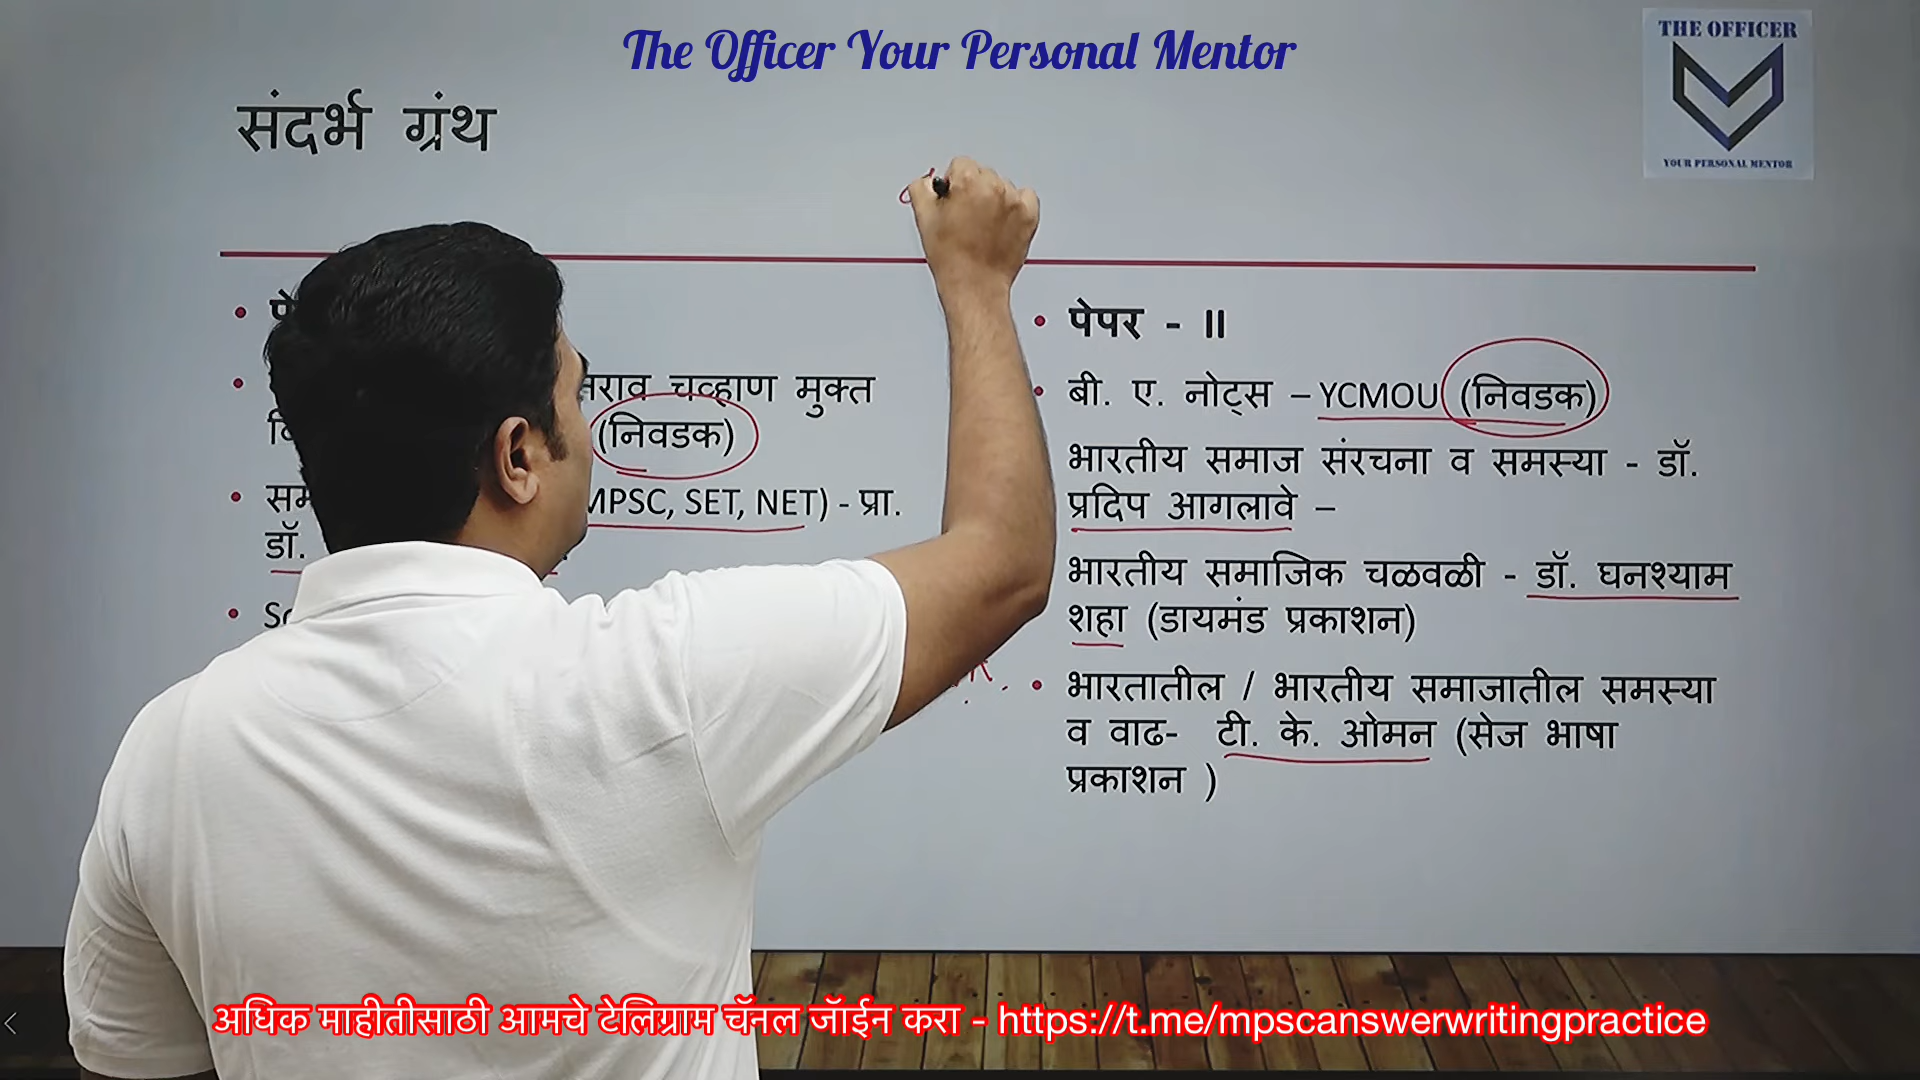 The Officer Your Personal Mentor
THE OFFICER
YOUR PERSONAL MENTOR
संदर्भ ग्रंथ
चव्हाण मुक्त
(निवडक)
MPSC, SET, NET) - प्रा.
डॉ.
पेपर - II
बी. ए. नोट्स – YCMOU (निवडक)
भारतीय समाज संरचना व समस्या - डॉ.
प्रदिप आगलावे –
भारतीय समाजिक चळवळी - डॉ. घनश्याम
शहा (डायमंड प्रकाशन)
भारतातील / भारतीय समाजातील समस्या
व वाढ- टी. के. ओमन (सेज भाषा
प्रकाशन )
अधिक माहीतीसाठी आमचे टेलिग्राम चॅनल जॉईन करा - https://t.me/mpscanswerwritingpractice